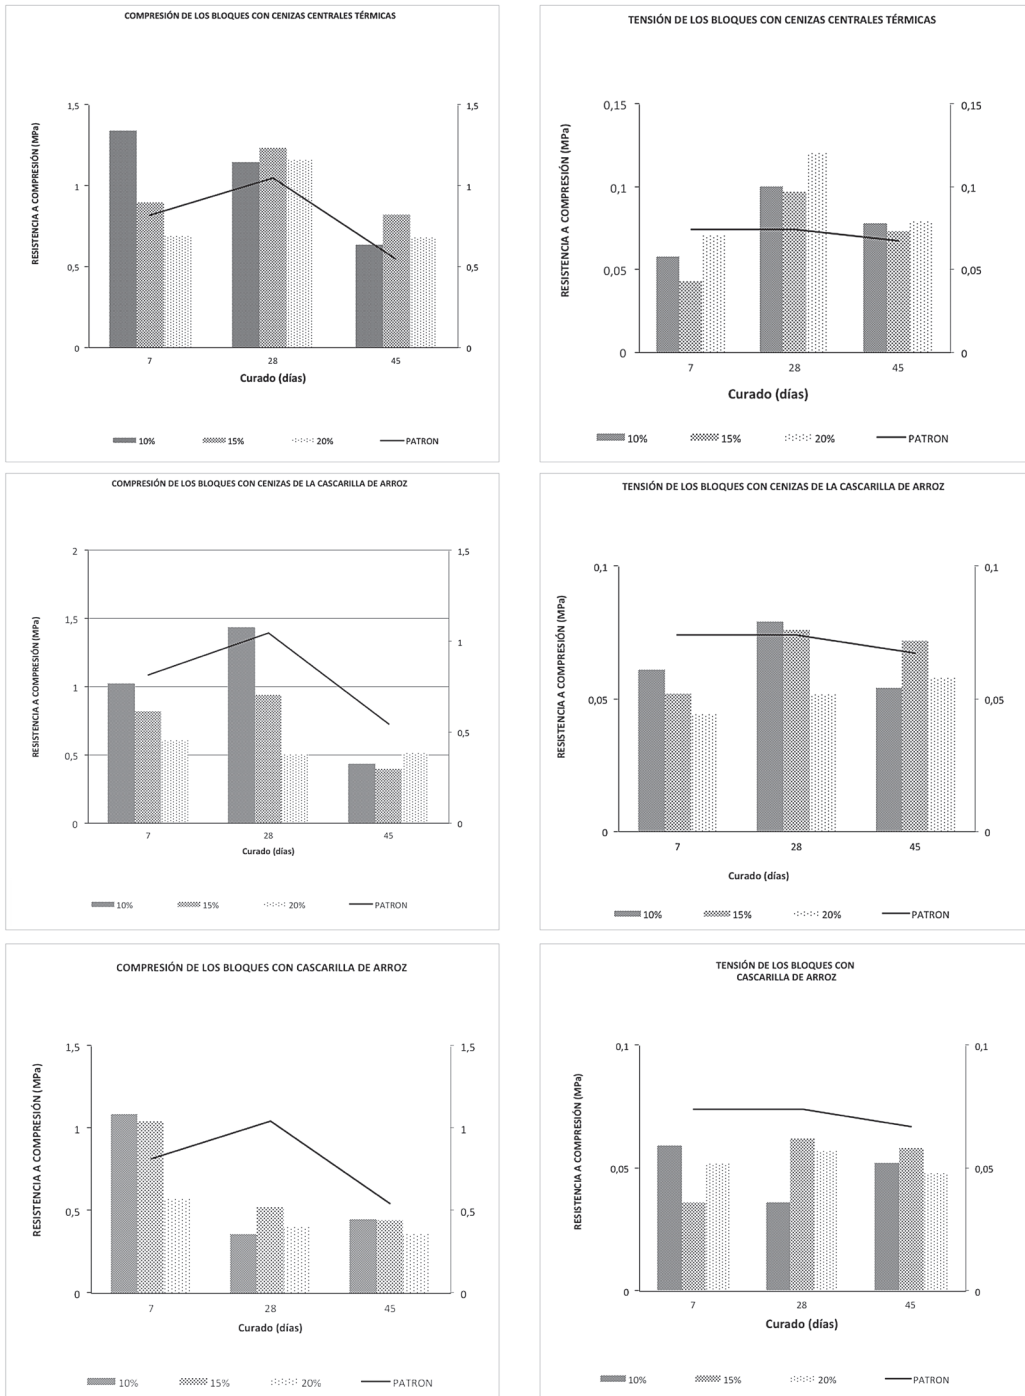 COMPRESIÓN DE LOS BLOQUES CON CENIZAS CENTRALES TÉRMICAS
RESISTENCIA A COMPRESIÓN (MPa)
1,5
1
0,5
0
1,5
1
0,5
0
7 28 45
Curado (días)
10% 15% 20% PATRON
TENSIÓN DE LOS BLOQUES CON CENIZAS CENTRALES TÉRMICAS
RESISTENCIA A COMPRESIÓN (MPa)
0,15
0,1
0,05
0
0,15
0,1
0,05
0
7 28 45
Curado (días)
10% 15% 20% PATRON
COMPRESIÓN DE LOS BLOQUES CON CENIZAS DE LA CASCARILLA DE ARROZ
RESISTENCIA A COMPRESIÓN (MPa)
2
1,5
1
0,5
0
1,5
1
0,5
0
7 28 45
Curado (días)
10% 15% 20% PATRON
TENSIÓN DE LOS BLOQUES CON CENIZAS DE LA CASCARILLA DE ARROZ
RESISTENCIA A COMPRESIÓN (MPa)
0,1
0,05
0
0,1
0,05
0
7 28 45
Curado (días)
10% 15% 20% PATRON
COMPRESIÓN DE LOS BLOQUES CON CASCARILLA DE ARROZ
RESISTENCIA A COMPRESIÓN (MPa)
1,5
1
0,5
0
1,5
1
0,5
0
7 28 45
Curado (días)
10% 15% 20% PATRON
TENSIÓN DE LOS BLOQUES CON
CASCARILLA DE ARROZ
RESISTENCIA A COMPRESIÓN (MPa)
0,1
0,05
0
0,1
0,05
0
7 28 45
Curado (días)
10% 15% 20% PATRON